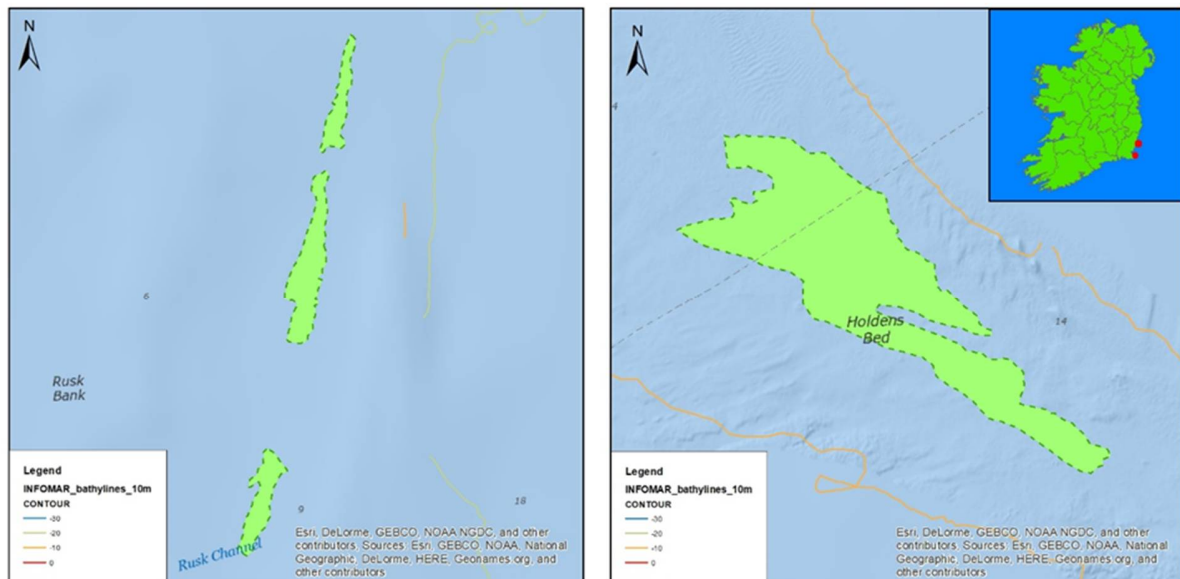 N
6
Rusk
Bank
9
18
Rusk Channel
Legend
INFOMAR_bathylines_10m
CONTOUR
-30
-20
-10
0
Esri, DeLorme, GEBCO, NOAA NGDC, and other
contributors. Sources: Esri, GEBCO, NOAA, National
Geographic, DeLorme, HERE, Geonames.org, and
other contributors
N
4
Holdens
Bed
14
Legend
INFOMAR_bathylines_10m
CONTOUR
-30
-20
-10
0
Esri, DeLorme, GEBCO, NOAA NGDC, and other
contributors. Sources: Esri, GEBCO, NOAA, National
Geographic, DeLorme, HERE, Geonames.org, and
other contributors